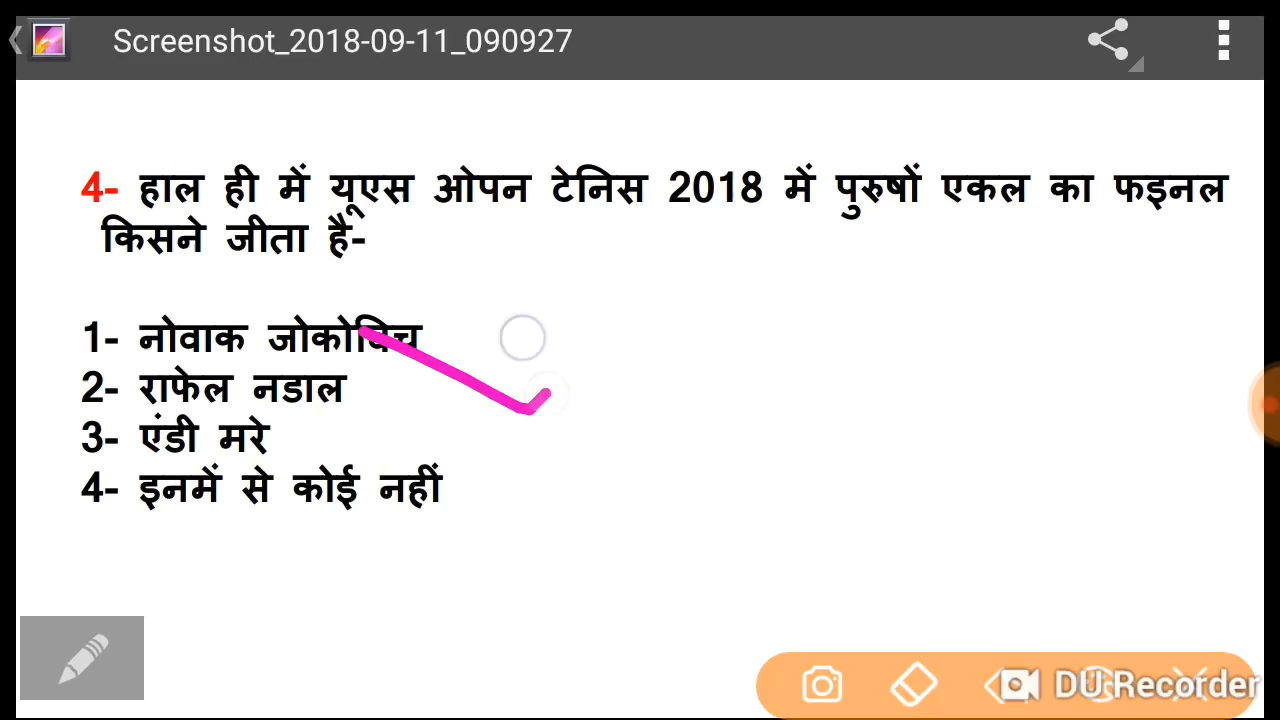 Screenshot_2018-09-11_090927
4- हाल ही में यूएस ओपन टेनिस 2018 में पुरुषों एकल का फइनल
किसने जीता है-
1- नोवाक जोकोविच
2- राफेल नडाल
3- एंडी मरे
4- इनमें से कोई नहीं
DU Recorder